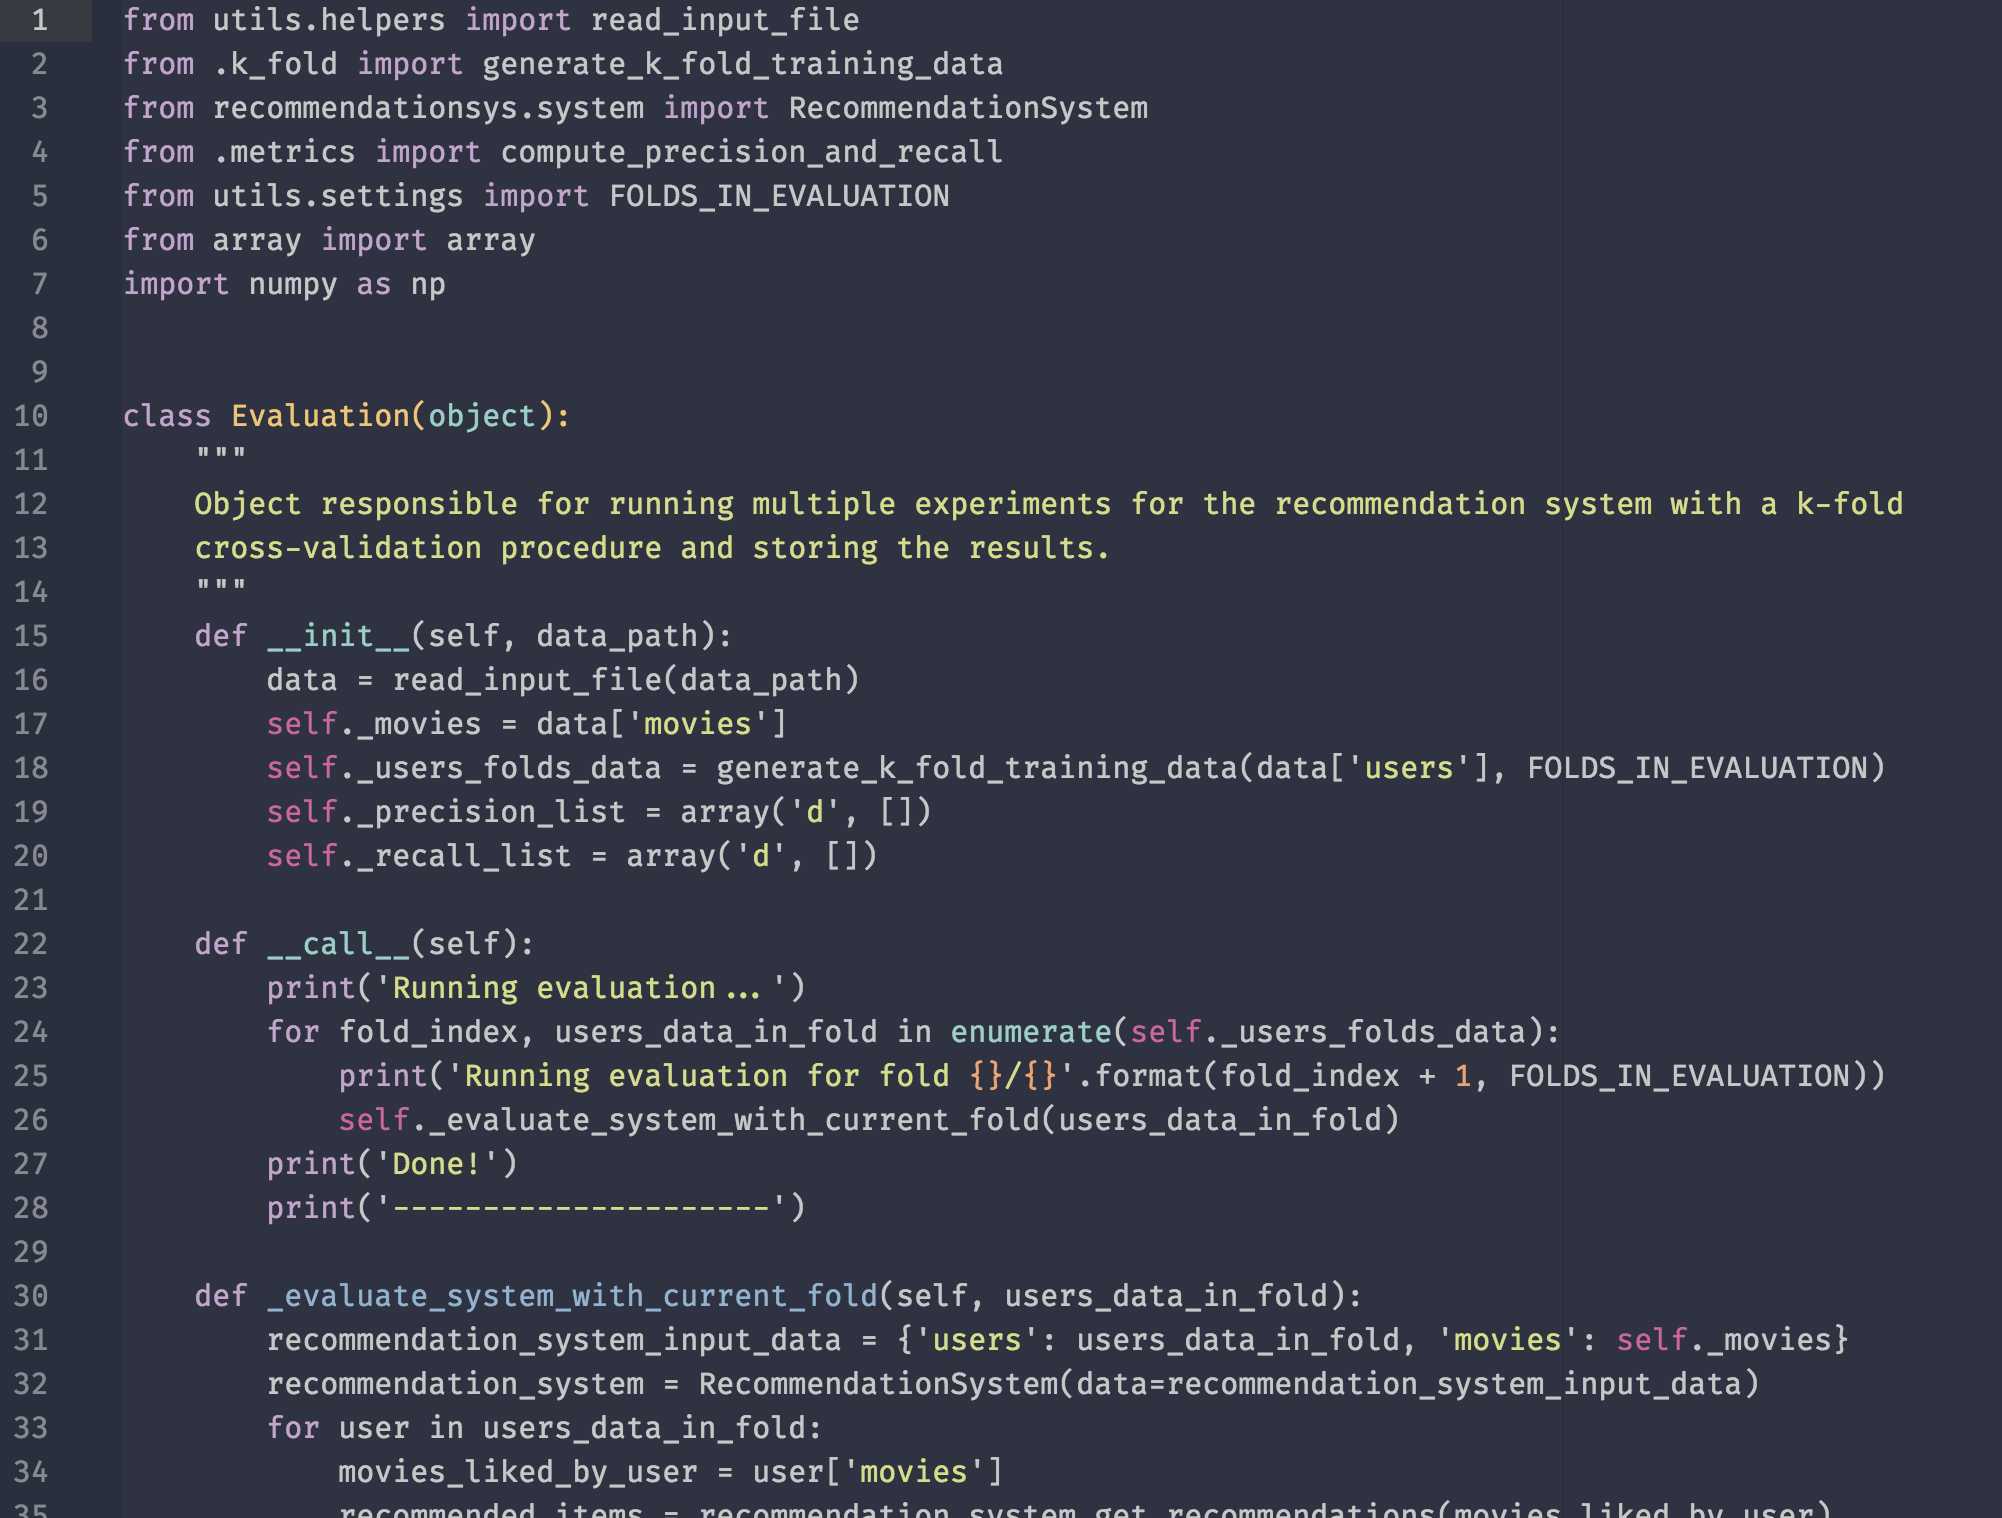 1 from utils.helpers import read_input_file
2 from .k_fold import generate_k_fold_training_data
3 from recommendationsys.system import RecommendationSystem
4 from .metrics import compute_precision_and_recall
5 from utils.settings import FOLDS_IN_EVALUATION
6 from array import array
7 import numpy as np
8
9
10 class Evaluation(object):
11     """
12     Object responsible for running multiple experiments for the recommendation system with a k-fold
13     cross-validation procedure and storing the results.
14     """
15     def __init__(self, data_path):
16         data = read_input_file(data_path)
17         self._movies = data['movies']
18         self._users_folds_data = generate_k_fold_training_data(data['users'], FOLDS_IN_EVALUATION)
19         self._precision_list = array('d', [])
20         self._recall_list = array('d', [])
21
22     def __call__(self):
23         print('Running evaluation...')
24         for fold_index, users_data_in_fold in enumerate(self._users_folds_data):
25             print('Running evaluation for fold {}/{}'.format(fold_index + 1, FOLDS_IN_EVALUATION))
26             self._evaluate_system_with_current_fold(users_data_in_fold)
27         print('Done!')
28         print('---------------------')
29
30     def _evaluate_system_with_current_fold(self, users_data_in_fold):
31         recommendation_system_input_data = {'users': users_data_in_fold, 'movies': self._movies}
32         recommendation_system = RecommendationSystem(data=recommendation_system_input_data)
33         for user in users_data_in_fold:
34             movies_liked_by_user = user['movies']
35             recommended_items = recommendation_system.get_recommendations(movies_liked_by_user)